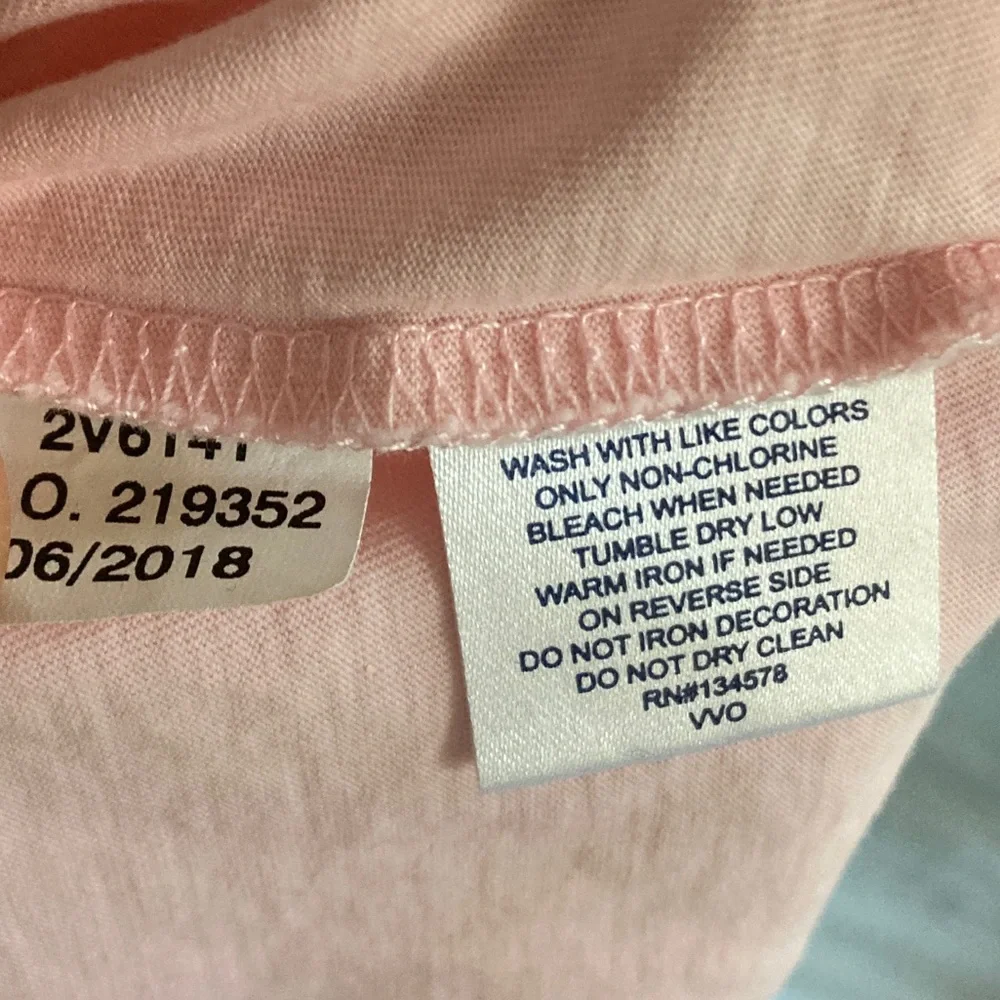 O. 219352
06/2018
WASH WITH LIKE COLORS
ONLY NON-CHLORINE
BLEACH WHEN NEEDED
TUMBLE DRY LOW
WARM IRON IF NEEDED
ON REVERSE SIDE
DO NOT IRON DECORATION
DO NOT DRY CLEAN
RN#134578
VVO